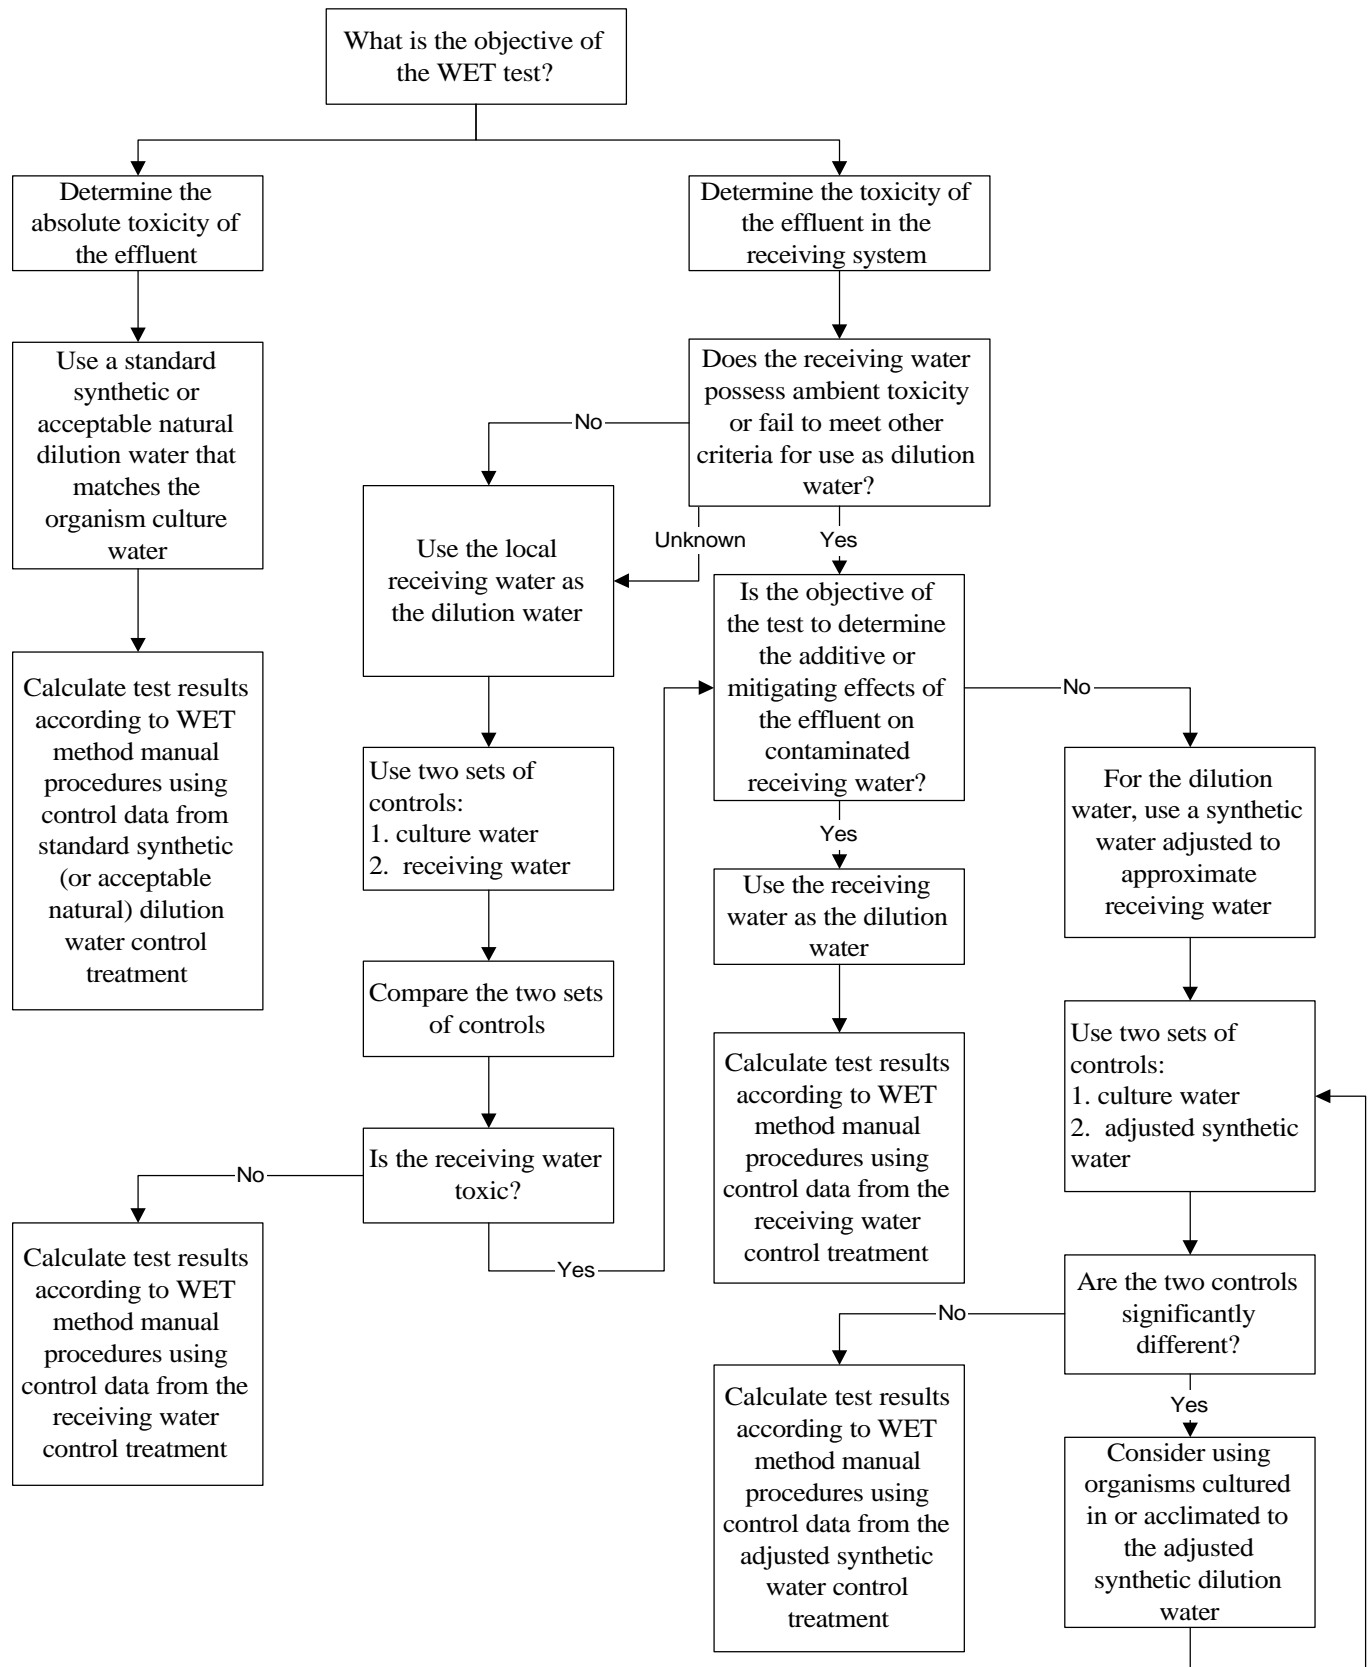 What is the objective of
the WET test?
Determine the
absolute toxicity of
the effluent
Determine the toxicity of
the effluent in the
receiving system
Use a standard
synthetic or
acceptable natural
dilution water that
matches the
organism culture
water
Does the receiving water
possess ambient toxicity
or fail to meet other
criteria for use as dilution
water?
No
Unknown
Yes
Use the local
receiving water as
the dilution water
Is the objective of
the test to determine
the additive or
mitigating effects of
the effluent on
contaminated
receiving water?
No
Calculate test results
according to WET
method manual
procedures using
control data from
standard synthetic
(or acceptable
natural) dilution
water control
treatment
Use two sets of
controls:
1. culture water
2. receiving water
For the dilution
water, use a synthetic
water adjusted to
approximate
receiving water
Yes
Use the receiving
water as the dilution
water
Compare the two sets
of controls
Use two sets of
controls:
1. culture water
2. adjusted synthetic
water
Calculate test results
according to WET
method manual
procedures using
control data from the
receiving water
control treatment
Is the receiving water
toxic?
No
Yes
Calculate test results
according to WET
method manual
procedures using
control data from the
receiving water
control treatment
Are the two controls
significantly
different?
No
Yes
Calculate test results
according to WET
method manual
procedures using
control data from the
adjusted synthetic
water control
treatment
Consider using
organisms cultured
in or acclimated to
the adjusted
synthetic dilution
water